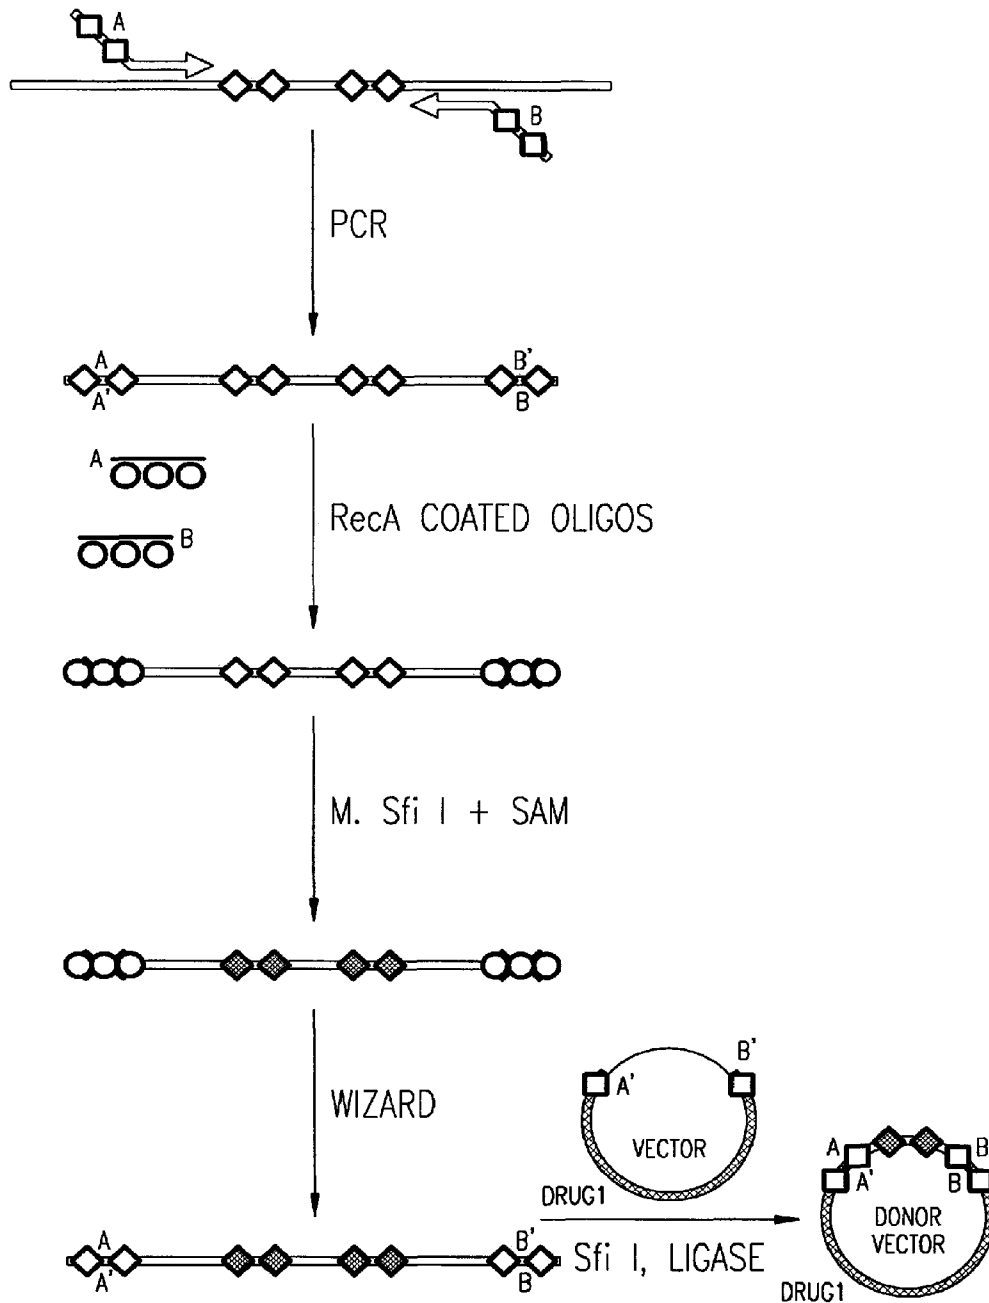 A
B
PCR
A
B'
A'
B
A
RecA COATED OLIGOS
B
M. Sfi I + SAM
WIZARD
B'
A'
VECTOR
A
B
A'
B
DRUG1
DONOR
VECTOR
A
B'
A'
B
Sfi I, LIGASE
DRUG1